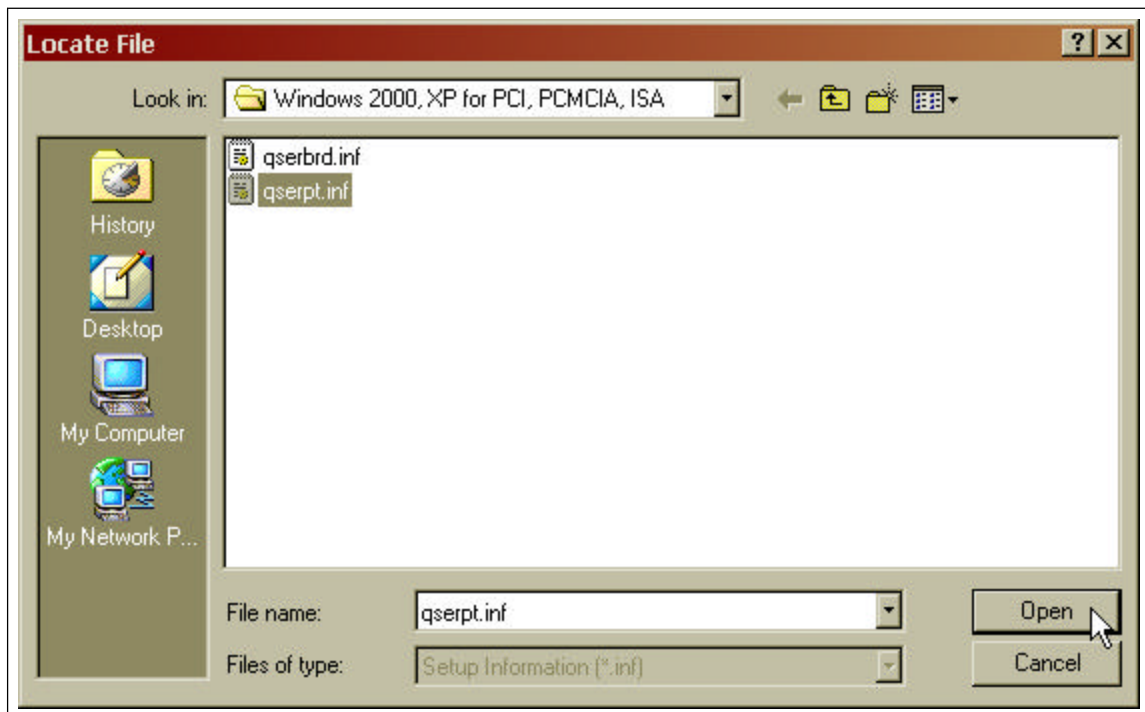 Locate File
Look in: Windows 2000, XP for PCI, PCMCIA, ISA
qserbrd.inf
qserpt.inf
History
Desktop
My Computer
My Network P...
File name: qserpt.inf Open
Files of type: Setup Information (*.inf) Cancel